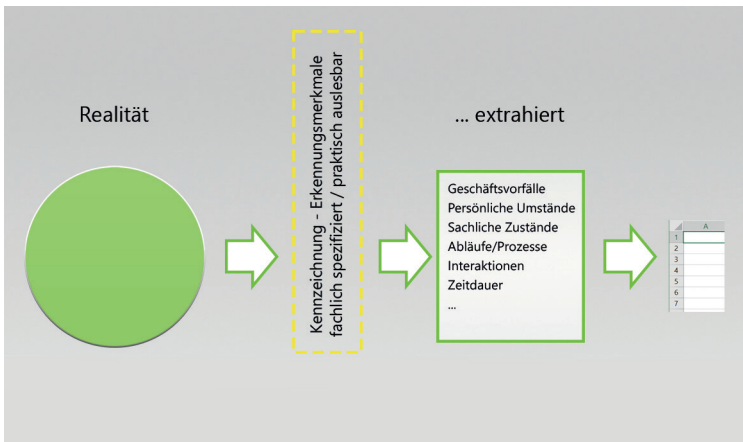 Realität
Kennzeichnung - Erkennungsmerkmale
fachlich spezifiziert / praktisch auslesbar
... extrahiert
Geschäftsvorfälle
Persönliche Umstände
Sachliche Zustände
Abläufe/Prozesse
Interaktionen
Zeitdauer
...
A
1
2
3
4
5
6
7